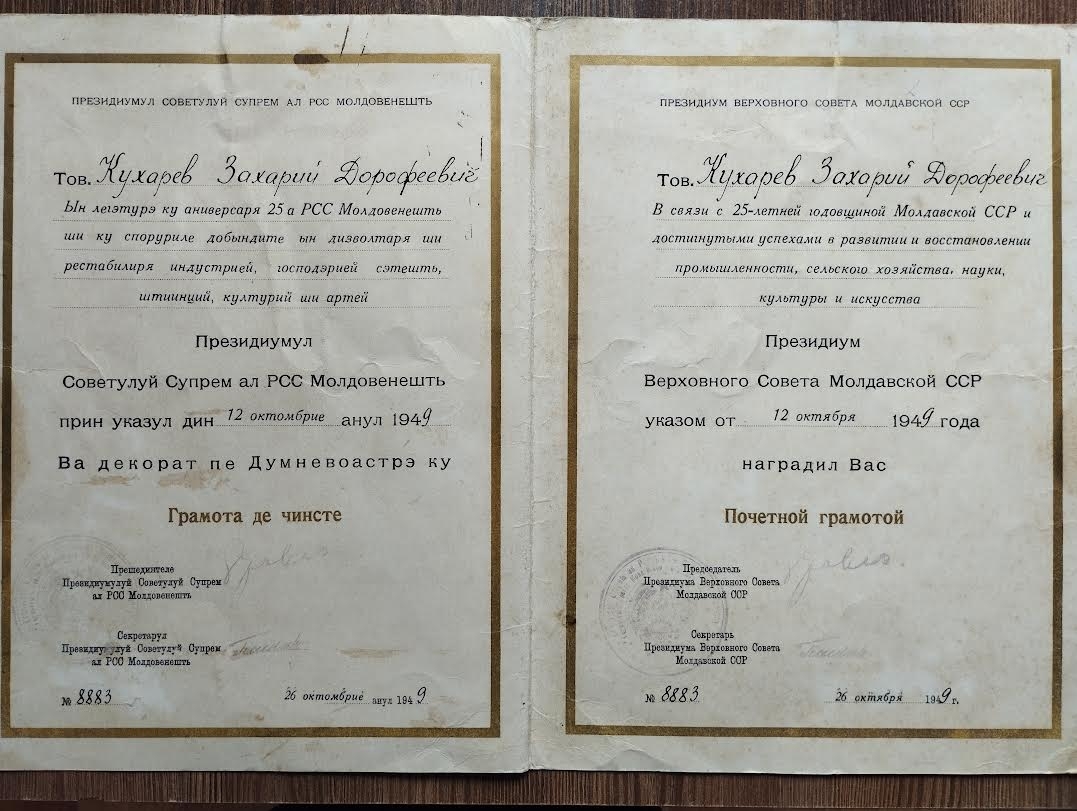 ПРЕЗИДИУМУЛ СОВЕТУЛУЙ СУПРЕМ АЛ РСС МОЛДОВЕНЕШТЬ
Тов. Кухарев Захарий Дорофеевич
Ын легэтурэ ку аниверсаря 25 а РСС Молдовенешть
ши ку споруриле добындите ын дизволтаря ши
рестабилиря индустрией, господэрией сэтешть,
штиинций, културий ши артей
Президиумул
Советулуй Супрем ал РСС Молдовенешть
прин указул дин 12 октомбрие анул 1949
Ва декорат пе Думневоастрэ ку
Грамота де чинсте
Прешединтеле
Президиумулуй Советулуй Супрем
ал РСС Молдовенешть
Секретарул
Президиумулуй Советулуй Супрем
ал РСС Молдовенешть
№ 8883 26 октомбрие анул 1949
ПРЕЗИДИУМ ВЕРХОВНОГО СОВЕТА МОЛДАВСКОЙ ССР
Тов. Кухарев Захарий Дорофеевич
В связи с 25-летней годовщиной Молдавской ССР и
достигнутыми успехами в развитии и восстановлении
промышленности, сельского хозяйства, науки,
культуры и искусства
Президиум
Верховного Совета Молдавской ССР
указом от 12 октября 1949 года
наградил Вас
Почетной грамотой
Председатель
Президиума Верховного Совета
Молдавской ССР
Секретарь
Президиума Верховного Совета
Молдавской ССР
№ 8883 26 октября 1949 г.